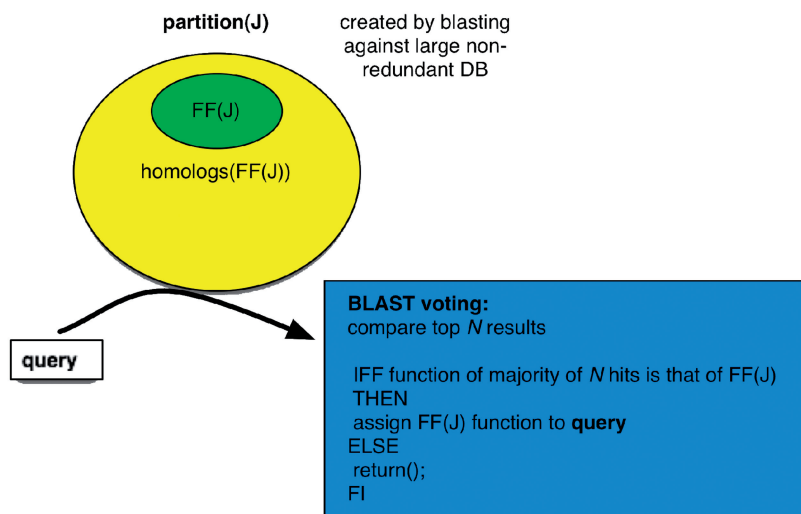 partition(J)
created by blasting
against large non-
redundant DB
FF(J)
homologs(FF(J))
query
BLAST voting:
compare top N results
IFF function of majority of N hits is that of FF(J)
THEN
assign FF(J) function to query
ELSE
return();
FI